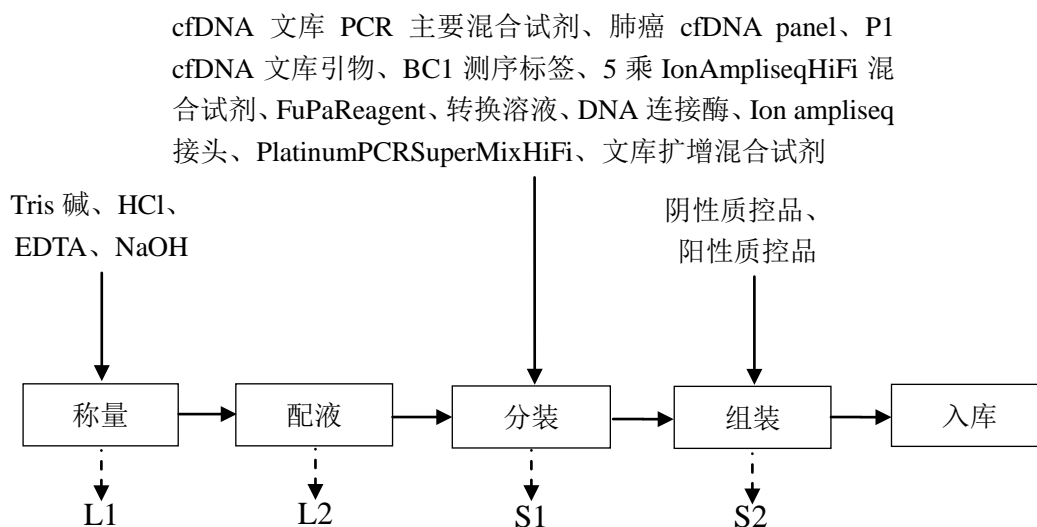 cfDNA 文库 PCR 主要混合试剂、肺癌 cfDNA panel、P1
cfDNA 文库引物、BC1 测序标签、5 乘 IonAmpliseqHiFi 混
合试剂、FuPaReagent、转换溶液、DNA 连接酶、Ion ampliseq
接头、PlatinumPCRSuperMixHiFi、文库扩增混合试剂
Tris 碱、HCl、
EDTA、NaOH
阴性质控品、
阳性质控品
称量
配液
分装
组装
入库
L1
L2
S1
S2